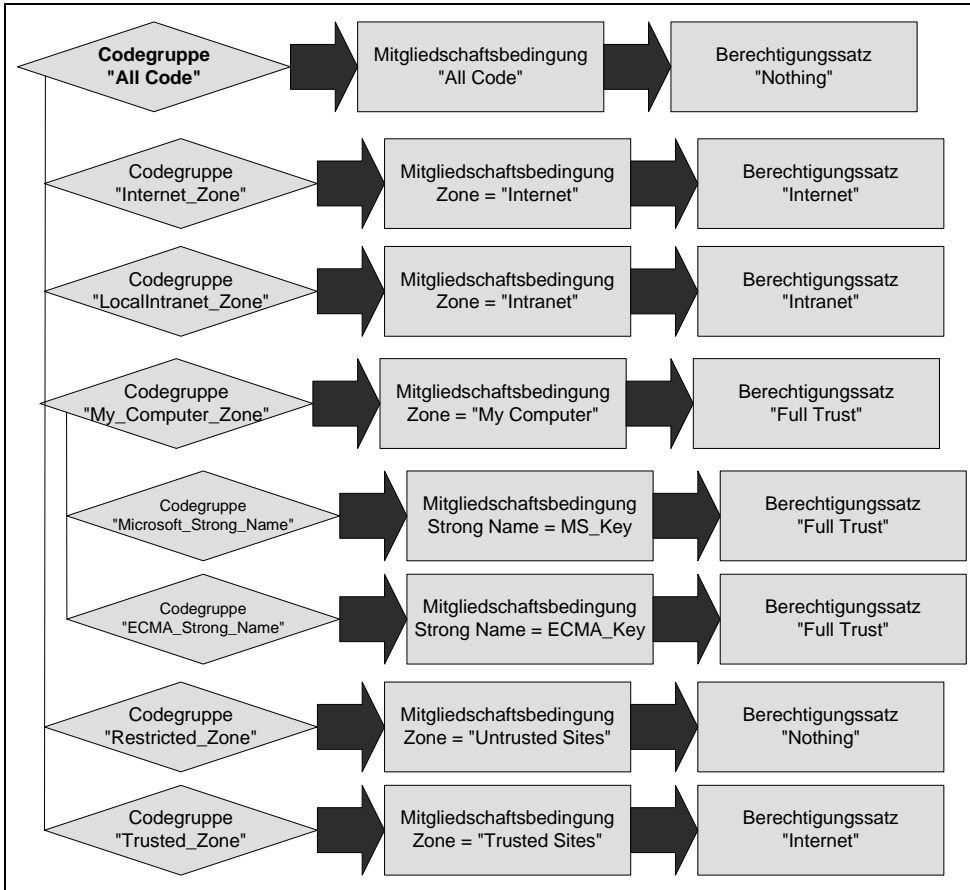 Codegruppe
"All Code"
Mitgliedschaftsbedingung
"All Code"
Berechtigungssatz
"Nothing"
Codegruppe
"Internet_Zone"
Mitgliedschaftsbedingung
Zone = "Internet"
Berechtigungssatz
"Internet"
Codegruppe
"LocalIntranet_Zone"
Mitgliedschaftsbedingung
Zone = "Intranet"
Berechtigungssatz
"Intranet"
Codegruppe
"My_Computer_Zone"
Mitgliedschaftsbedingung
Zone = "My Computer"
Berechtigungssatz
"Full Trust"
Codegruppe
"Microsoft_Strong_Name"
Mitgliedschaftsbedingung
Strong Name = MS_Key
Berechtigungssatz
"Full Trust"
Codegruppe
"ECMA_Strong_Name"
Mitgliedschaftsbedingung
Strong Name = ECMA_Key
Berechtigungssatz
"Full Trust"
Codegruppe
"Restricted_Zone"
Mitgliedschaftsbedingung
Zone = "Untrusted Sites"
Berechtigungssatz
"Nothing"
Codegruppe
"Trusted_Zone"
Mitgliedschaftsbedingung
Zone = "Trusted Sites"
Berechtigungssatz
"Internet"